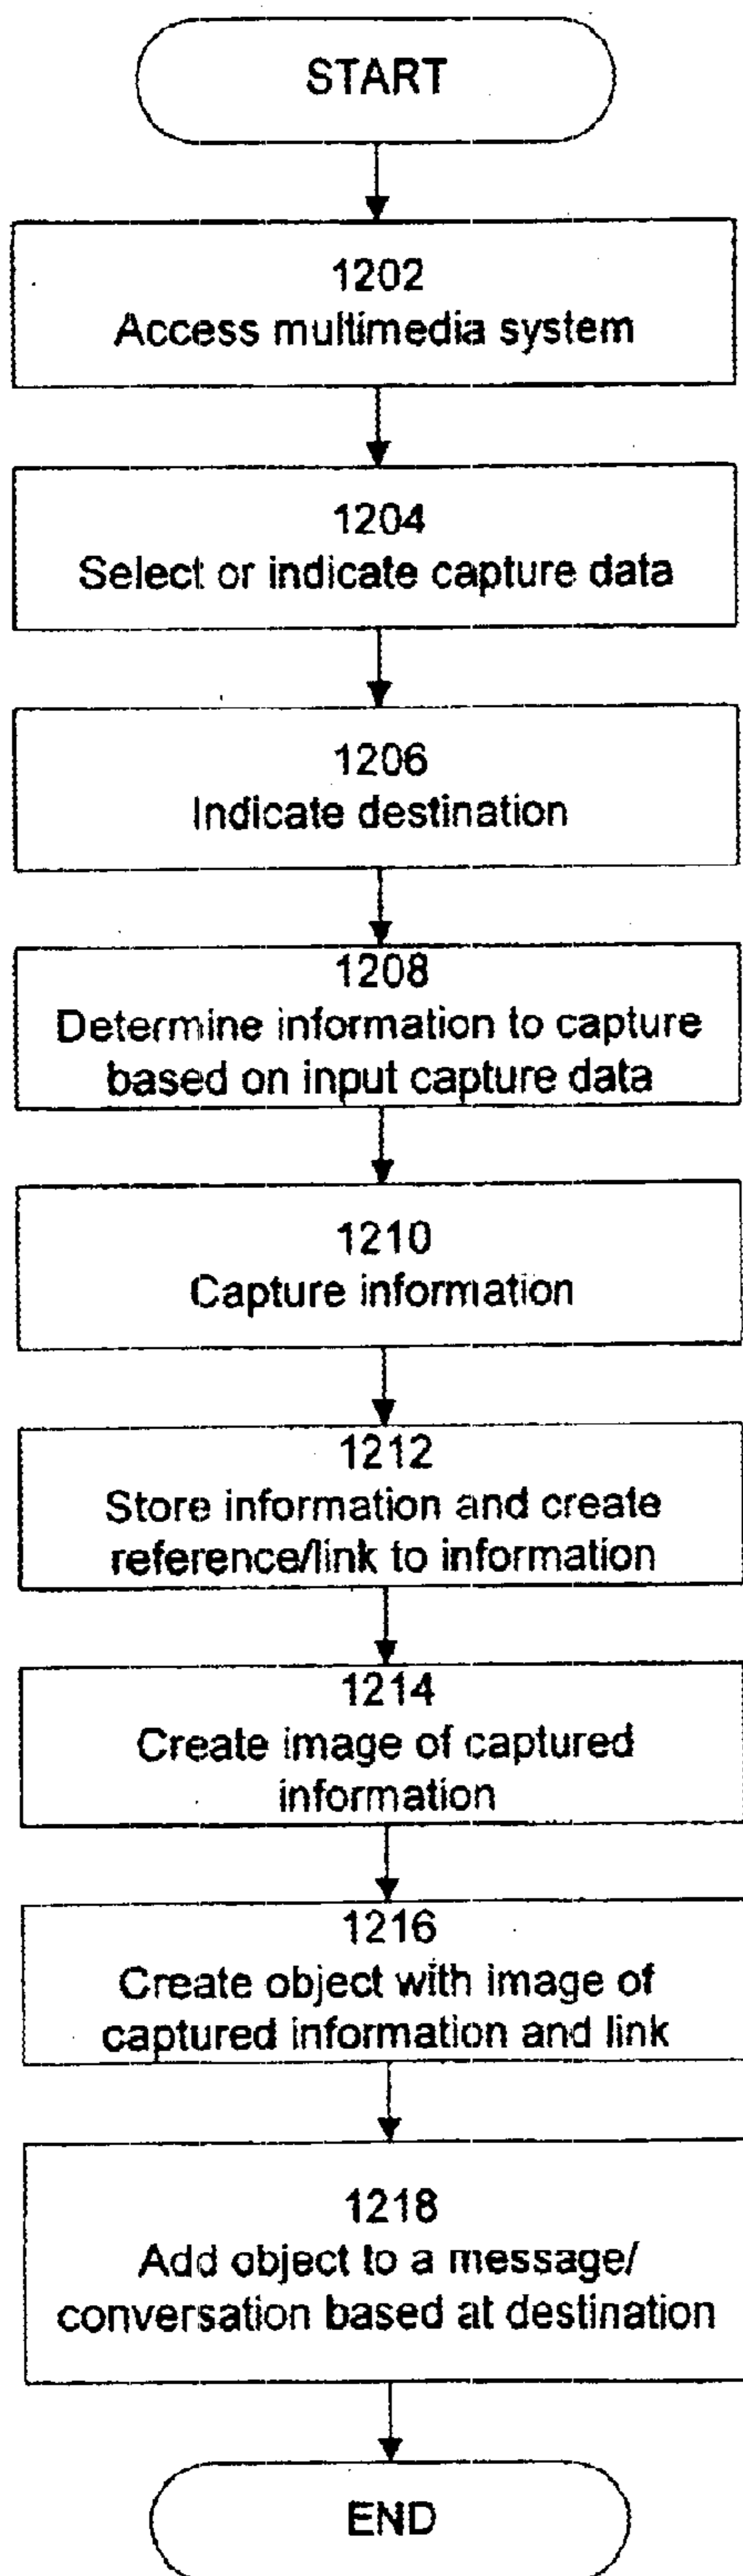 START
1202
Access multimedia system
1204
Select or indicate capture data
1206
Indicate destination
1208
Determine information to capture
based on input capture data
1210
Capture information
1212
Store information and create
reference/link to information
1214
Create image of captured
information
1216
Create object with image of
captured information and link
1218
Add object to a message/
conversation based at destination
END